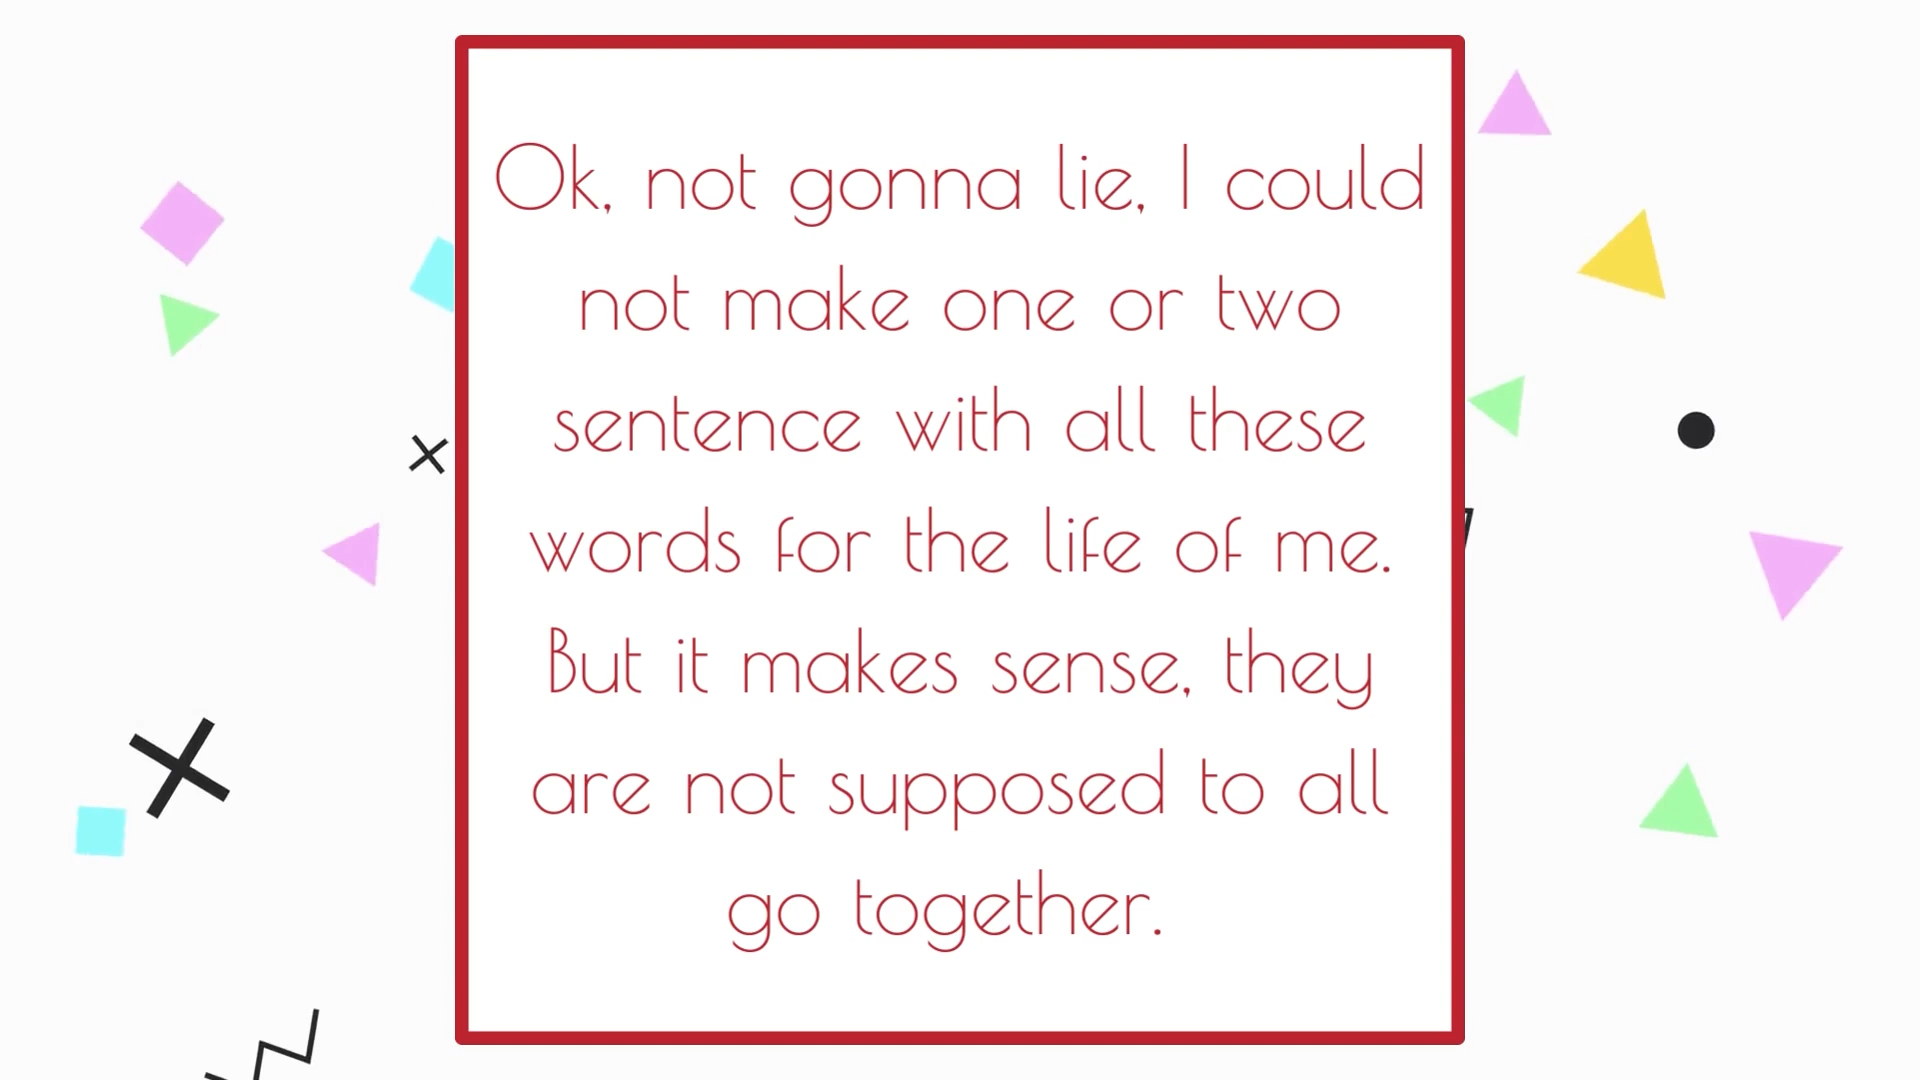 Ok, not gonna lie, I could
not make one or two
sentence with all these
words for the life of me.
But it makes sense, they
are not supposed to all
go together.